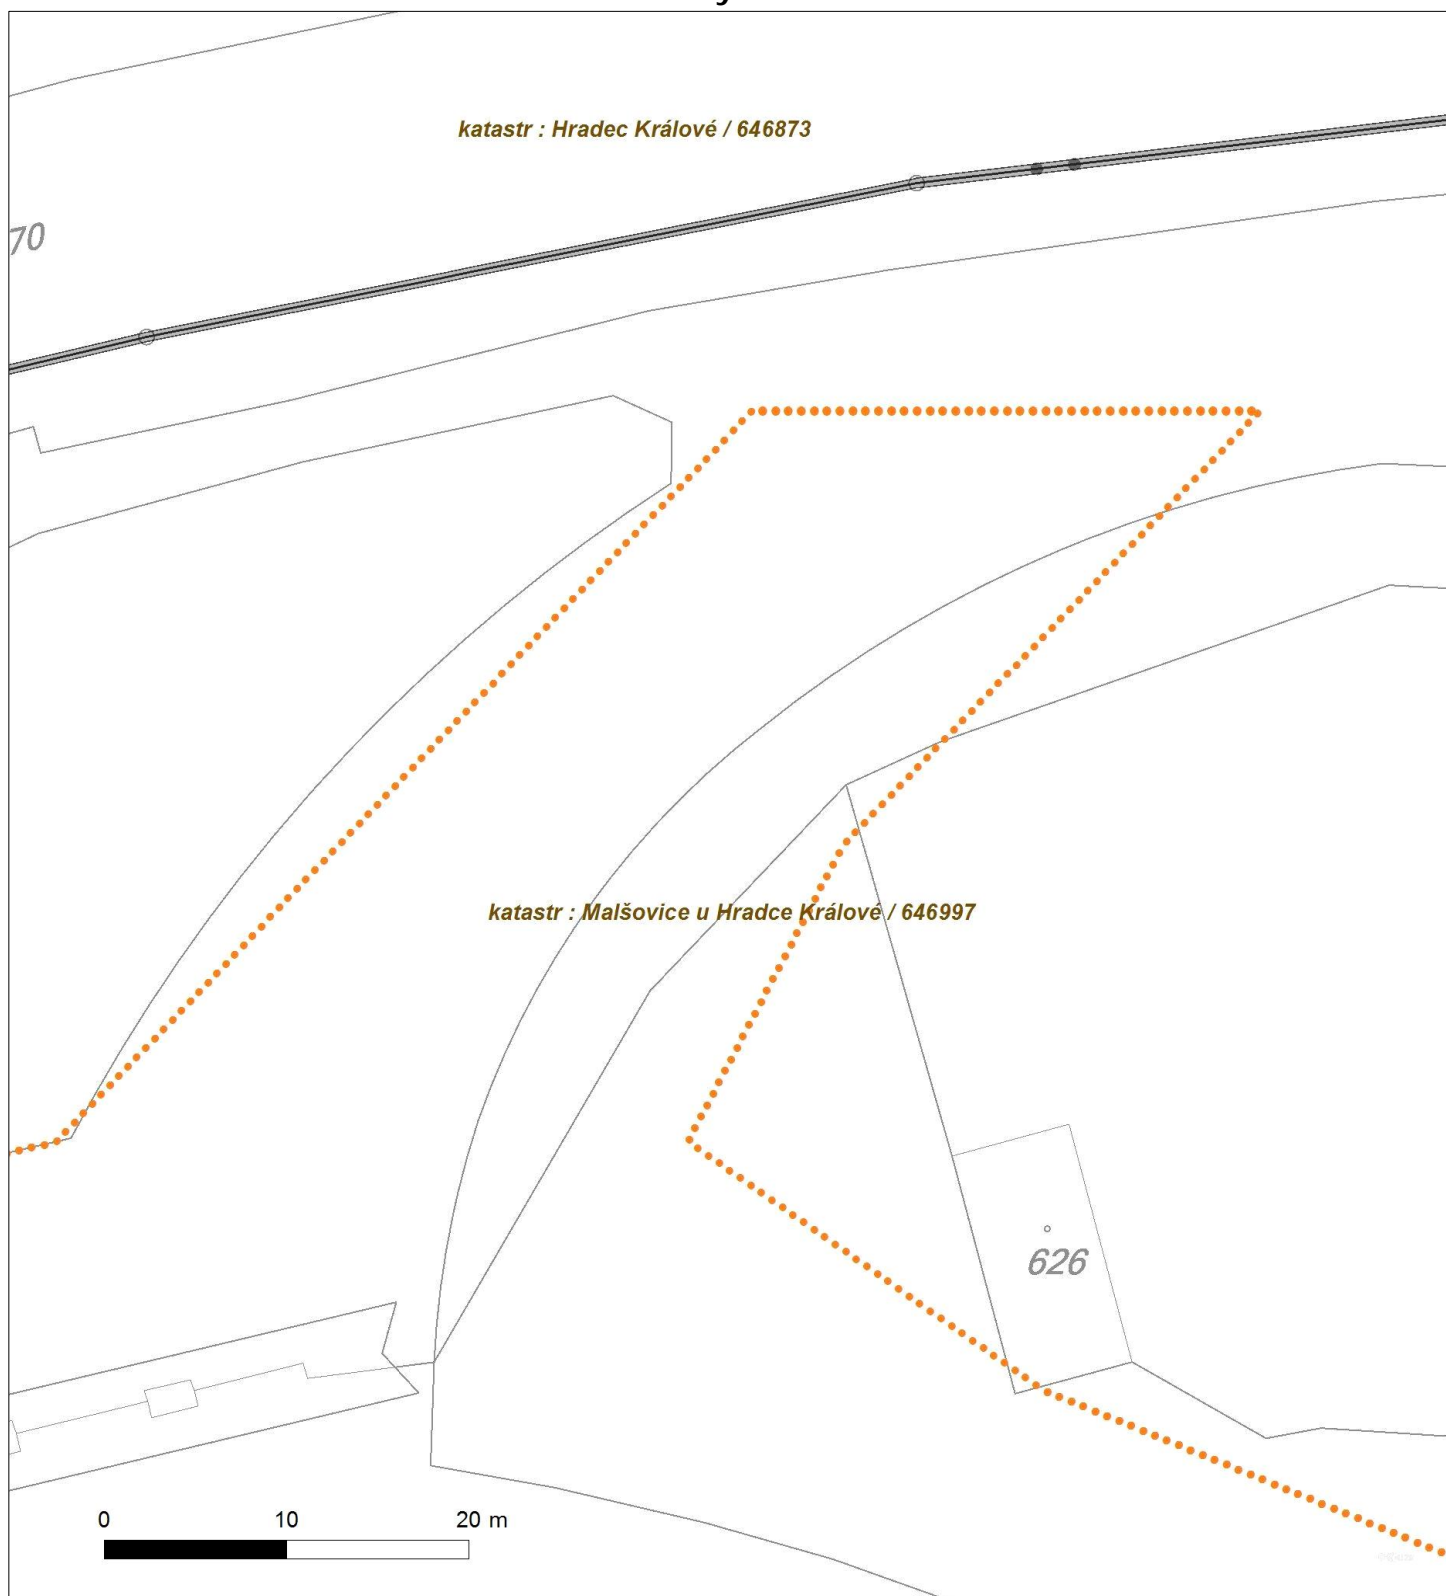 katastr : Hradec Králové / 646873
70
katastr : Malšovice u Hradce Králové / 646997
626
0 10 20 m